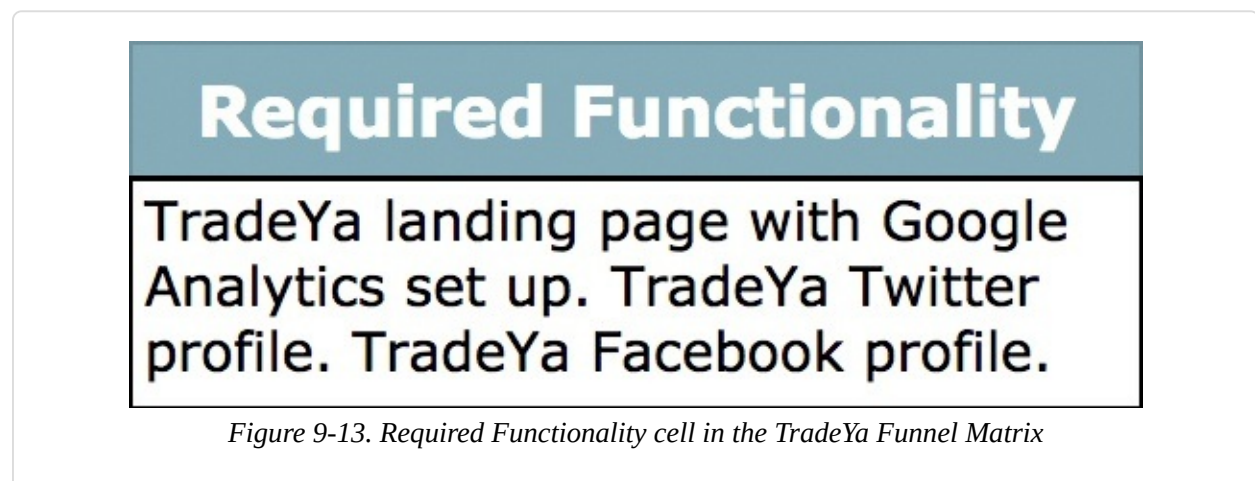 Required Functionality
TradeYa landing page with Google
Analytics set up. TradeYa Twitter
profile. TradeYa Facebook profile.
Figure 9-13. Required Functionality cell in the TradeYa Funnel Matrix